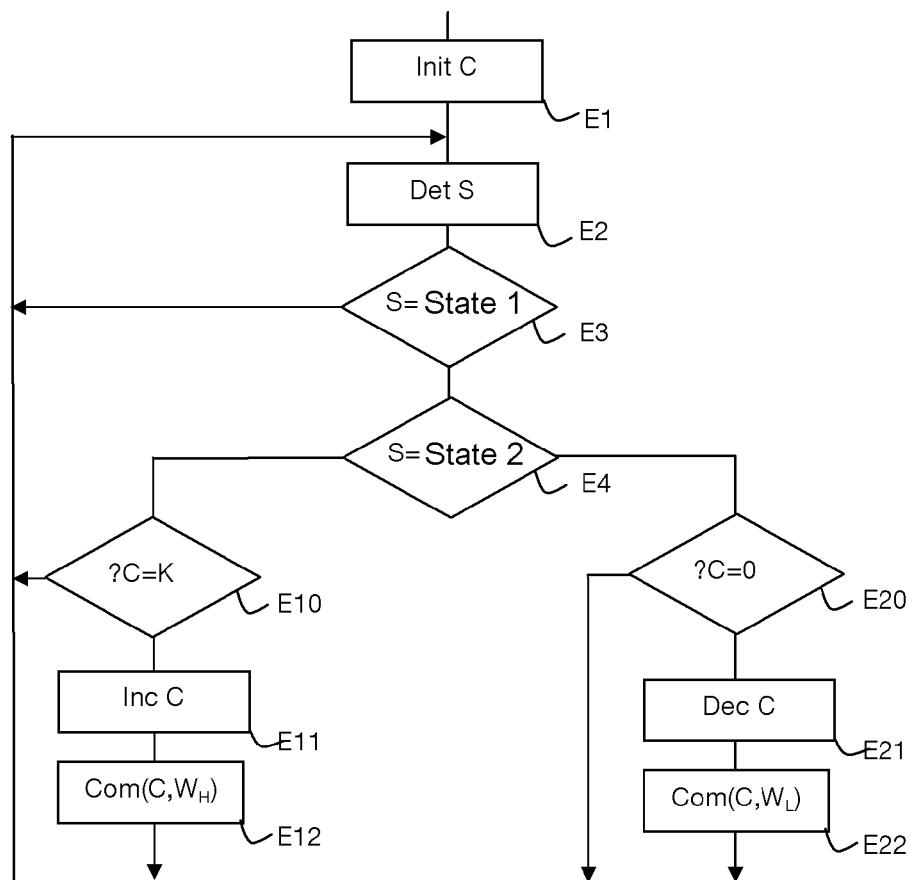 Init C
E1
Det S
E2
S= State 1
E3
S= State 2
E4
?C=K
E10
?C=0
E20
Inc C
E11
Dec C
E21
Com(C,W_H)
E12
Com(C,W_L)
E22